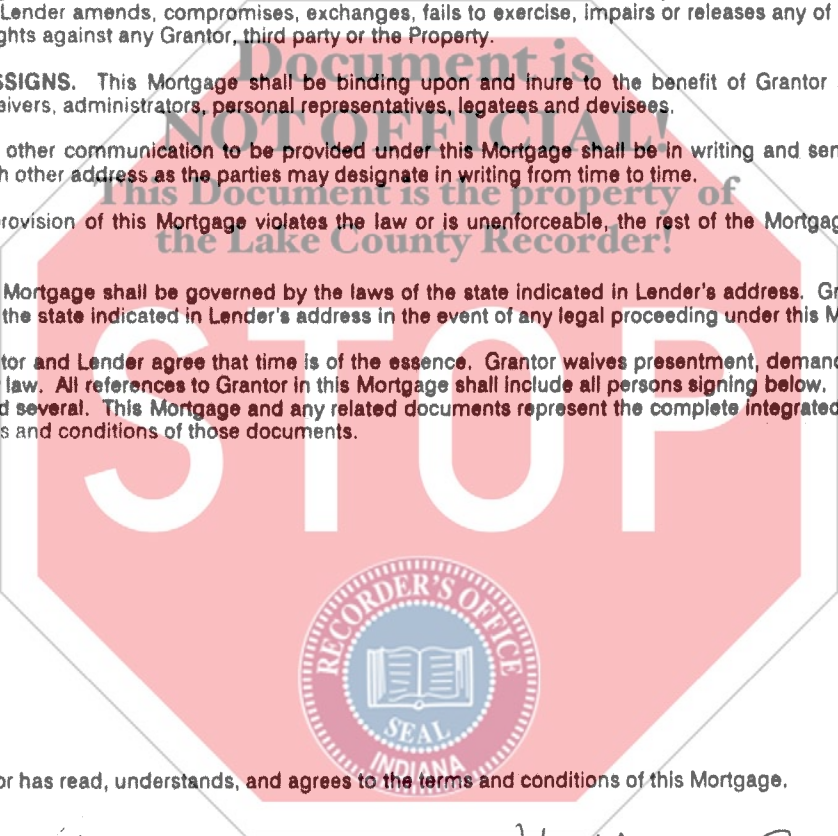 Lender amends, compromises, exchanges, fails to exercise, impairs or releases any of
ghts against any Grantor, third party or the Property.
Document is
SSIGNS. This Mortgage shall be binding upon and inure to the benefit of Grantor
eivers, administrators, personal representatives, legatees and devisees.
NOT OFFICIAL!
other communication to be provided under this Mortgage shall be in writing and sen
h other address as the parties may designate in writing from time to time.
This Document is the property of
rovision of this Mortgage violates the law or is unenforceable, the rest of the Mortgag
the Lake County Recorder!
Mortgage shall be governed by the laws of the state indicated in Lender's address. Gr
the state indicated in Lender's address in the event of any legal proceeding under this M
STOP
tor and Lender agree that time is of the essence. Grantor waives presentment, demand
law. All references to Grantor in this Mortgage shall include all persons signing below.
d several. This Mortgage and any related documents represent the complete integrated
s and conditions of those documents.
RECORDER'S OFFICE
SEAL
INDIANA
or has read, understands, and agrees to the terms and conditions of this Mortgage.